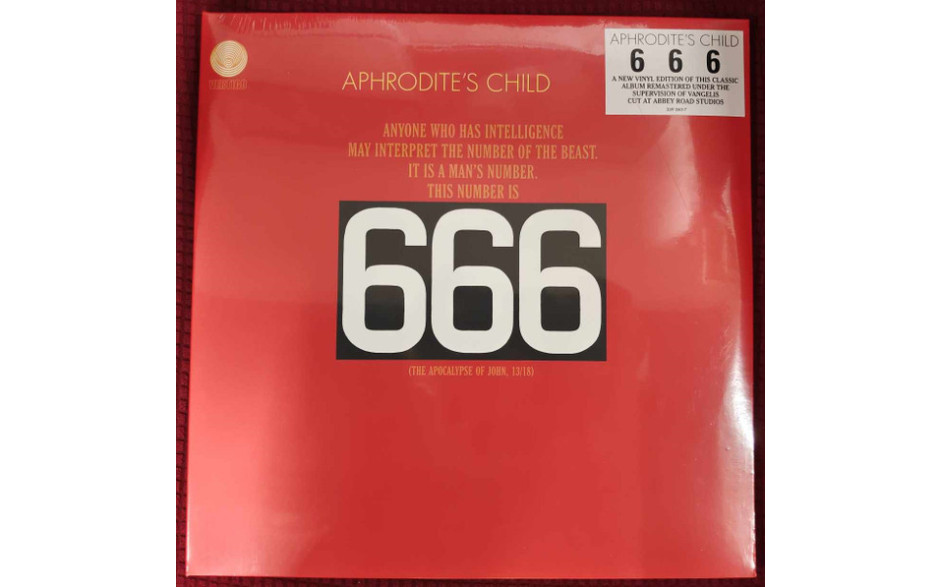 VERTIGO
APHRODITE'S CHILD
ANYONE WHO HAS INTELLIGENCE
MAY INTERPRET THE NUMBER OF THE BEAST.
IT IS A MAN'S NUMBER.
THIS NUMBER IS
666
(THE APOCALYPSE OF JOHN, 13/18)
APHRODITE'S CHILD
6 6 6
A NEW VINYL EDITION OF THIS CLASSIC
ALBUM REMASTERED UNDER THE
SUPERVISION OF VANGELIS
CUT AT ABBEY ROAD STUDIOS